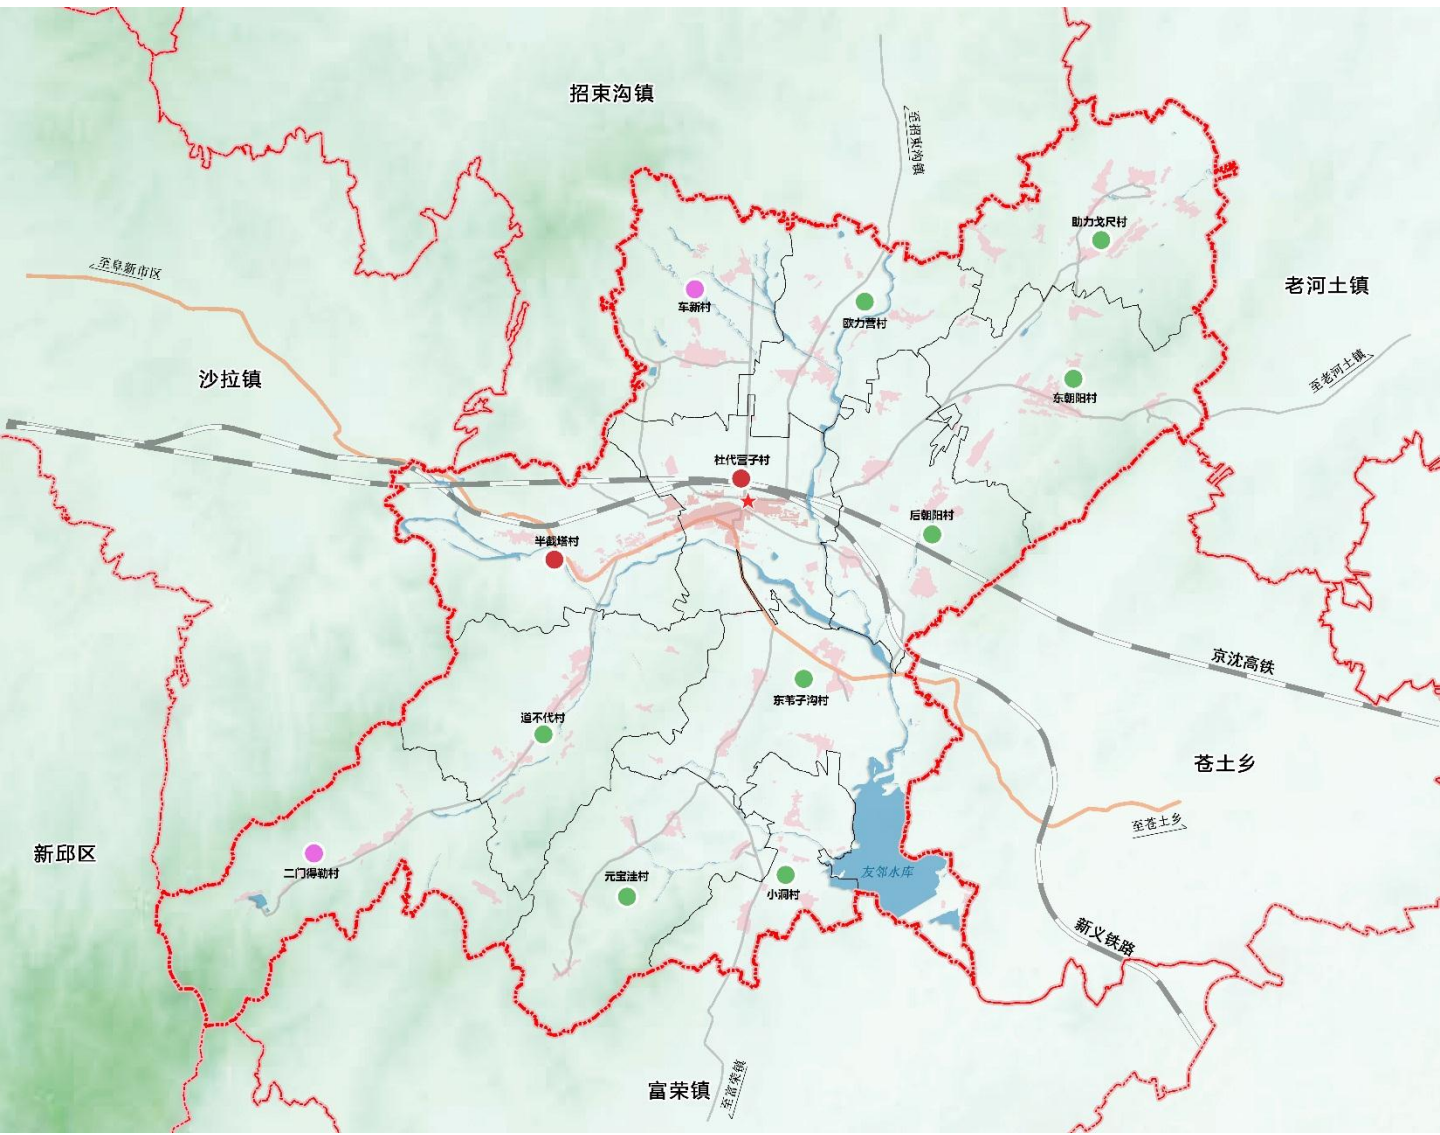 招束沟镇
至招束沟镇
助力戈尺村
至阜新市区
老河土镇
车新村
欧力营村
沙拉镇
至老河土镇
东朝阳村
杜代营子村
后朝阳村
半截塔村
京沈高铁
东苇子沟村
道不代村
苍土乡
至苍土乡
新邱区
二门得勒村
元宝洼村
友邻水库
小洞村
新义铁路
富荣镇
至富荣镇